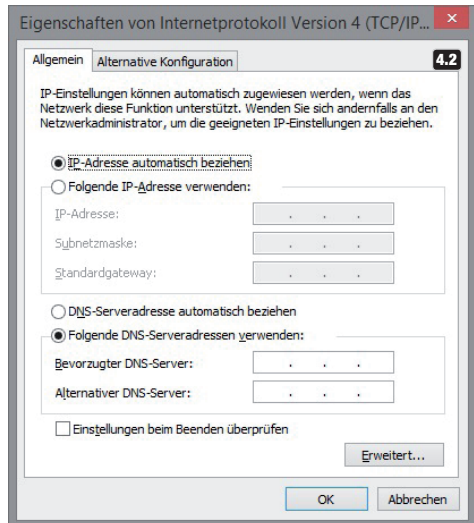 Eigenschaften von Internetprotokoll Version 4 (TCP/IP...
Allgemein
Alternative Konfiguration
4.2
IP-Einstellungen können automatisch zugewiesen werden, wenn das
Netzwerk diese Funktion unterstützt. Wenden Sie sich andernfalls an den
Netzwerkadministrator, um die geeigneten IP-Einstellungen zu beziehen.
IP-Adresse automatisch beziehen
Folgende IP-Adresse verwenden:
IP-Adresse:
Subnetzmaske:
Standardgateway:
DNS-Serveradresse automatisch beziehen
Folgende DNS-Serveradressen verwenden:
Bevorzugter DNS-Server:
Alternativer DNS-Server:
Einstellungen beim Beenden überprüfen
Erweitert...
OK
Abbrechen